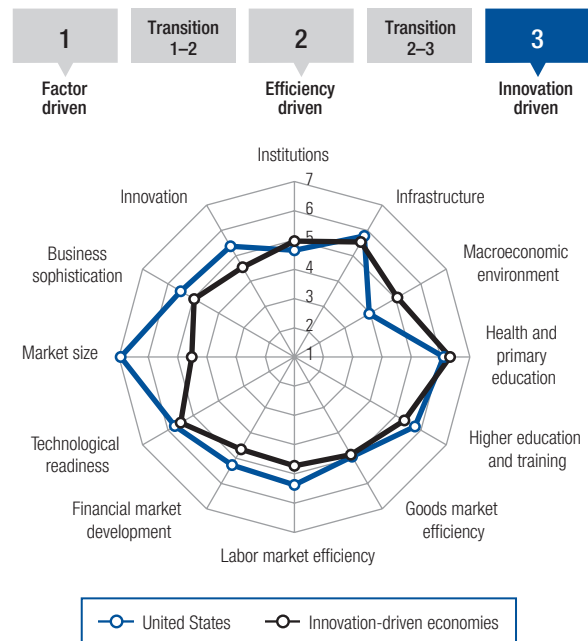 1
Transition
1–2
2
Transition
2–3
3
Factor
driven
Efficiency
driven
Innovation
driven
Institutions
Infrastructure
Macroeconomic
environment
Health and
primary
education
Higher education
and training
Goods market
efficiency
Labor market efficiency
Financial market
development
Technological
readiness
Market size
Business
sophistication
Innovation
7
6
5
4
3
2
1
United States
Innovation-driven economies